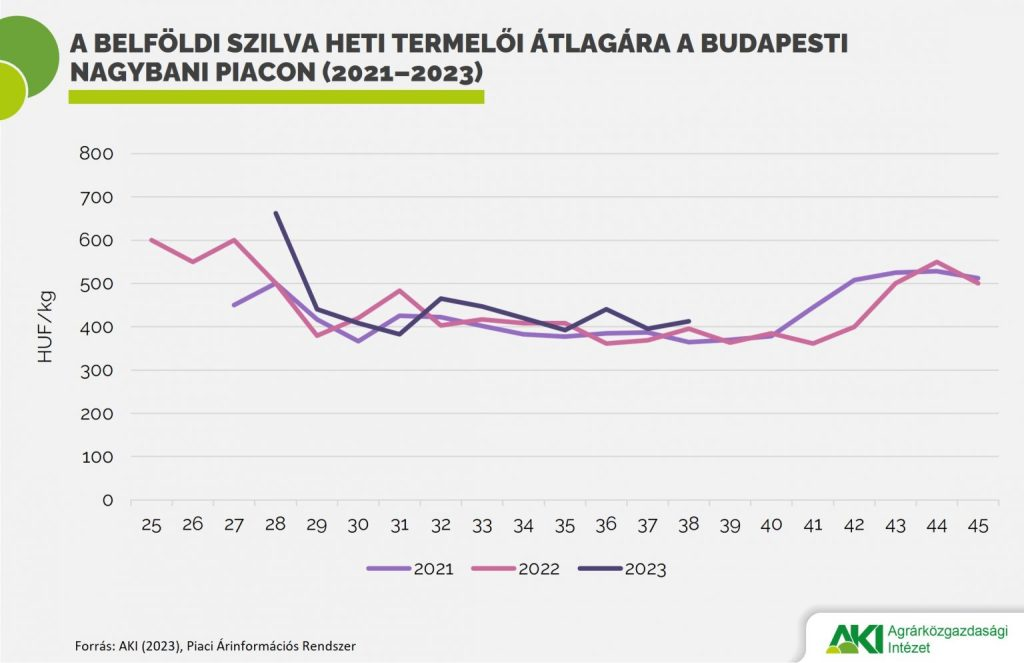 A BELFÖLDI SZILVA HETI TERMELŐI ÁTLAGÁRA A BUDAPESTI
NAGYBANI PIACON (2021–2023)
800
700
600
500
400
300
200
100
0
HUF/kg
25 26 27 28 29 30 31 32 33 34 35 36 37 38 39 40 41 42 43 44 45
2021 2022 2023
Forrás: AKI (2023), Piaci Árinformációs Rendszer
AKI
Agrárközgazdasági
Intézet